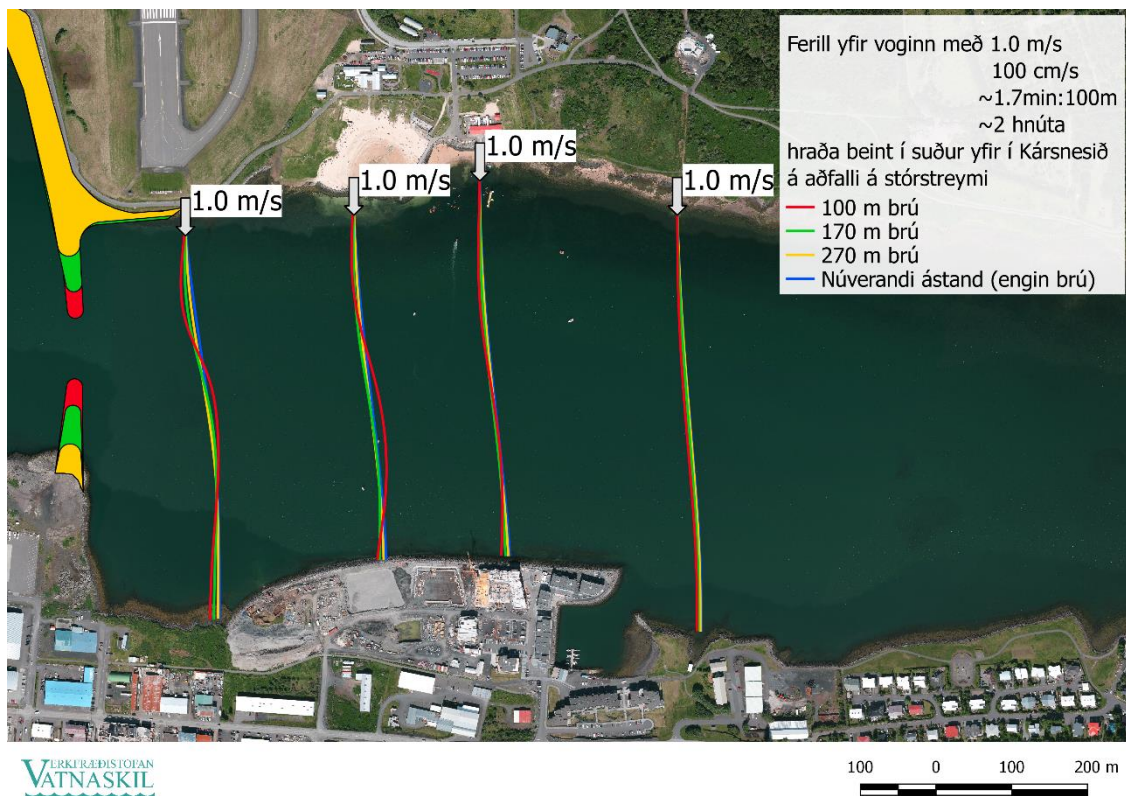 Ferill yfir voginn með 1.0 m/s
100 cm/s
~1.7min:100m
~2 hnúta
hraða beint í suður yfir í Kársnesið
á aðfalli á stórstreymi
100 m brú
170 m brú
270 m brú
Núverandi ástand (engin brú)
1.0 m/s
1.0 m/s
1.0 m/s
1.0 m/s
VERKFRÆÐISTOFAN
VATNASKIL
100 0 100 200 m